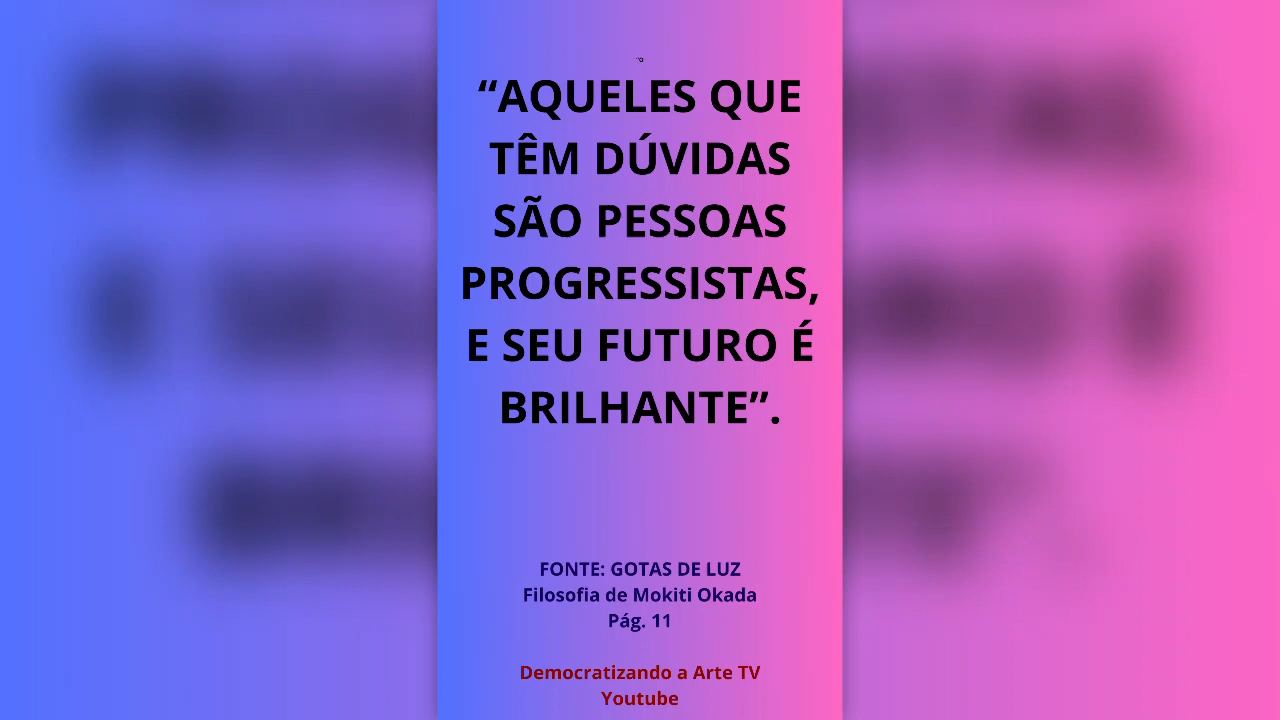 “AQUELES QUE
TÊM DÚVIDAS
SÃO PESSOAS
PROGRESSISTAS,
E SEU FUTURO É
BRILHANTE”.
FONTE: GOTAS DE LUZ
Filosofia de Mokiti Okada
Pág. 11
Democratizando a Arte TV
Youtube